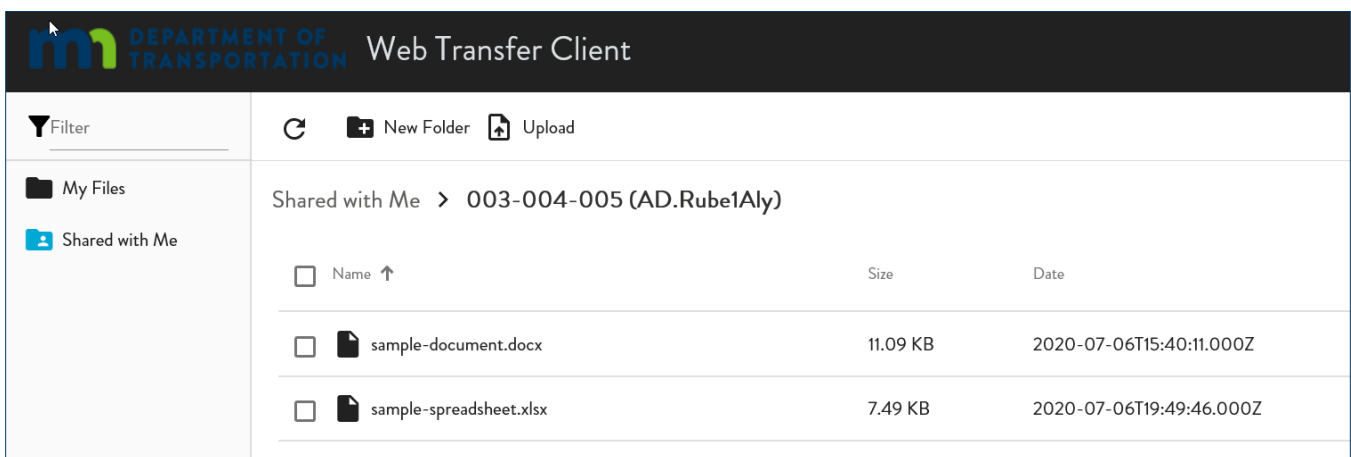 DEPARTMENT OF
TRANSPORTATION
Web Transfer Client
Filter
New Folder
Upload
My Files
Shared with Me
Shared with Me > 003-004-005 (AD.Rube1Aly)
Name Size Date
sample-document.docx 11.09 KB 2020-07-06T15:40:11.000Z
sample-spreadsheet.xlsx 7.49 KB 2020-07-06T19:49:46.000Z